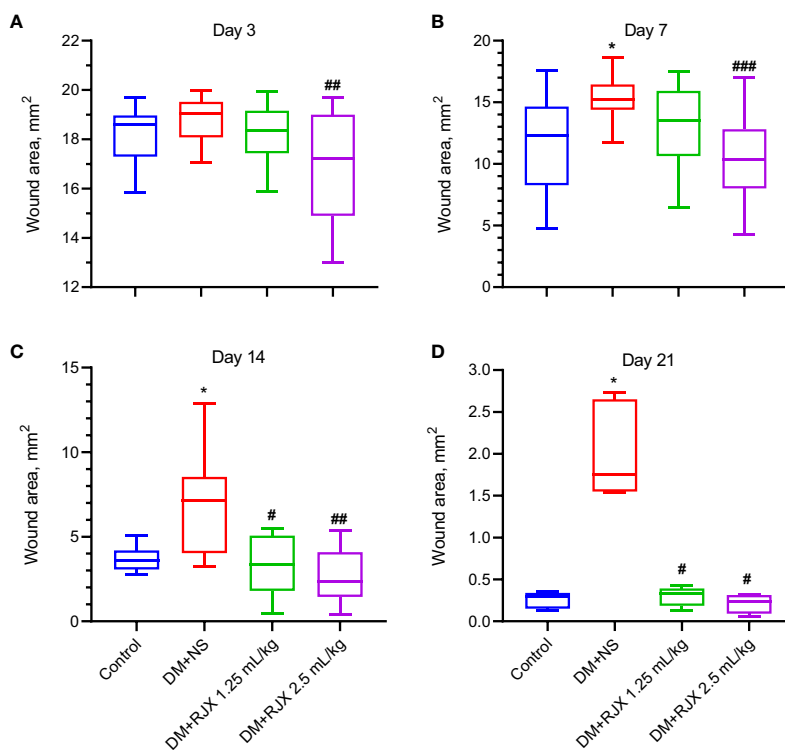 A
Day 3
Wound area, mm²
22
20
18
16
14
12
##
B
Day 7
Wound area, mm²
20
15
10
5
0
*
###
C
Day 14
Wound area, mm²
15
10
5
0
*
#
##
Control
DM+NS
DM+RJX 1.25 mL/kg
DM+RJX 2.5 mL/kg
D
Day 21
Wound area, mm²
3.0
2.5
2.0
1.5
1.0
0.5
0.0
*
#
#
Control
DM+NS
DM+RJX 1.25 mL/kg
DM+RJX 2.5 mL/kg